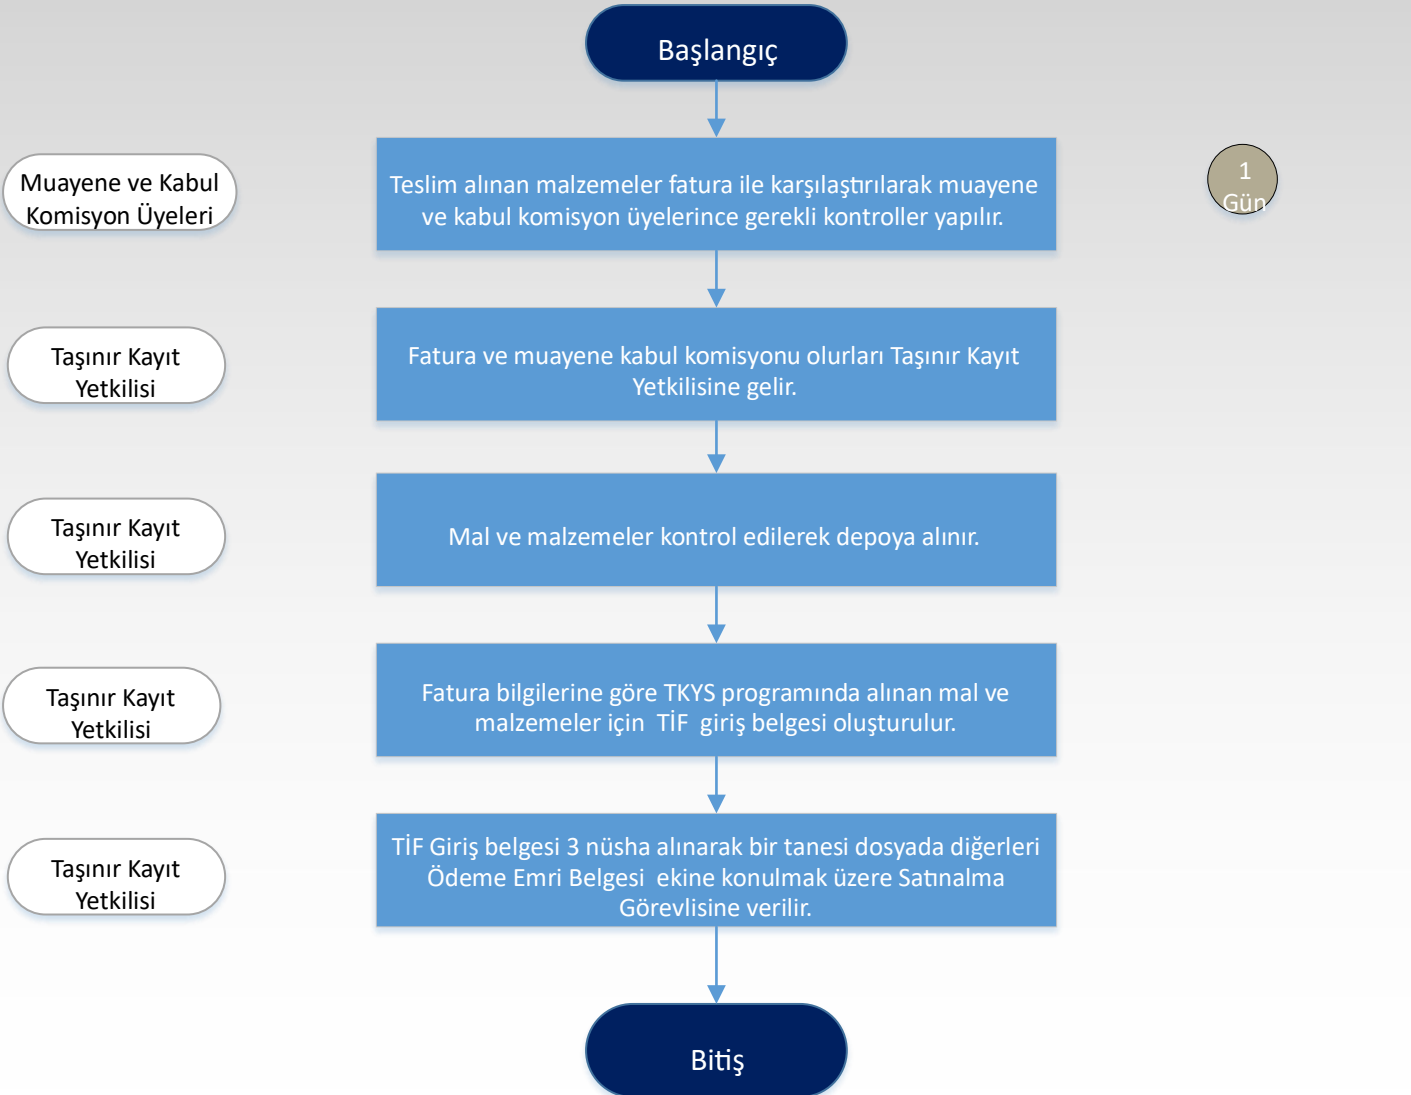 Başlangıç
Muayene ve Kabul
Komisyon Üyeleri
Teslim alınan malzemeler fatura ile karşılaştırılarak muayene
ve kabul komisyon üyelerince gerekli kontroller yapılır.
1
Gün
Taşınır Kayıt
Yetkilisi
Fatura ve muayene kabul komisyonu olurları Taşınır Kayıt
Yetkilisine gelir.
Taşınır Kayıt
Yetkilisi
Mal ve malzemeler kontrol edilerek depoya alınır.
Taşınır Kayıt
Yetkilisi
Fatura bilgilerine göre TKYS programında alınan mal ve
malzemeler için TİF giriş belgesi oluşturulur.
Taşınır Kayıt
Yetkilisi
TİF Giriş belgesi 3 nüsha alınarak bir tanesi dosyada diğerleri
Ödeme Emri Belgesi ekine konulmak üzere Satınalma
Görevlisine verilir.
Bitiş